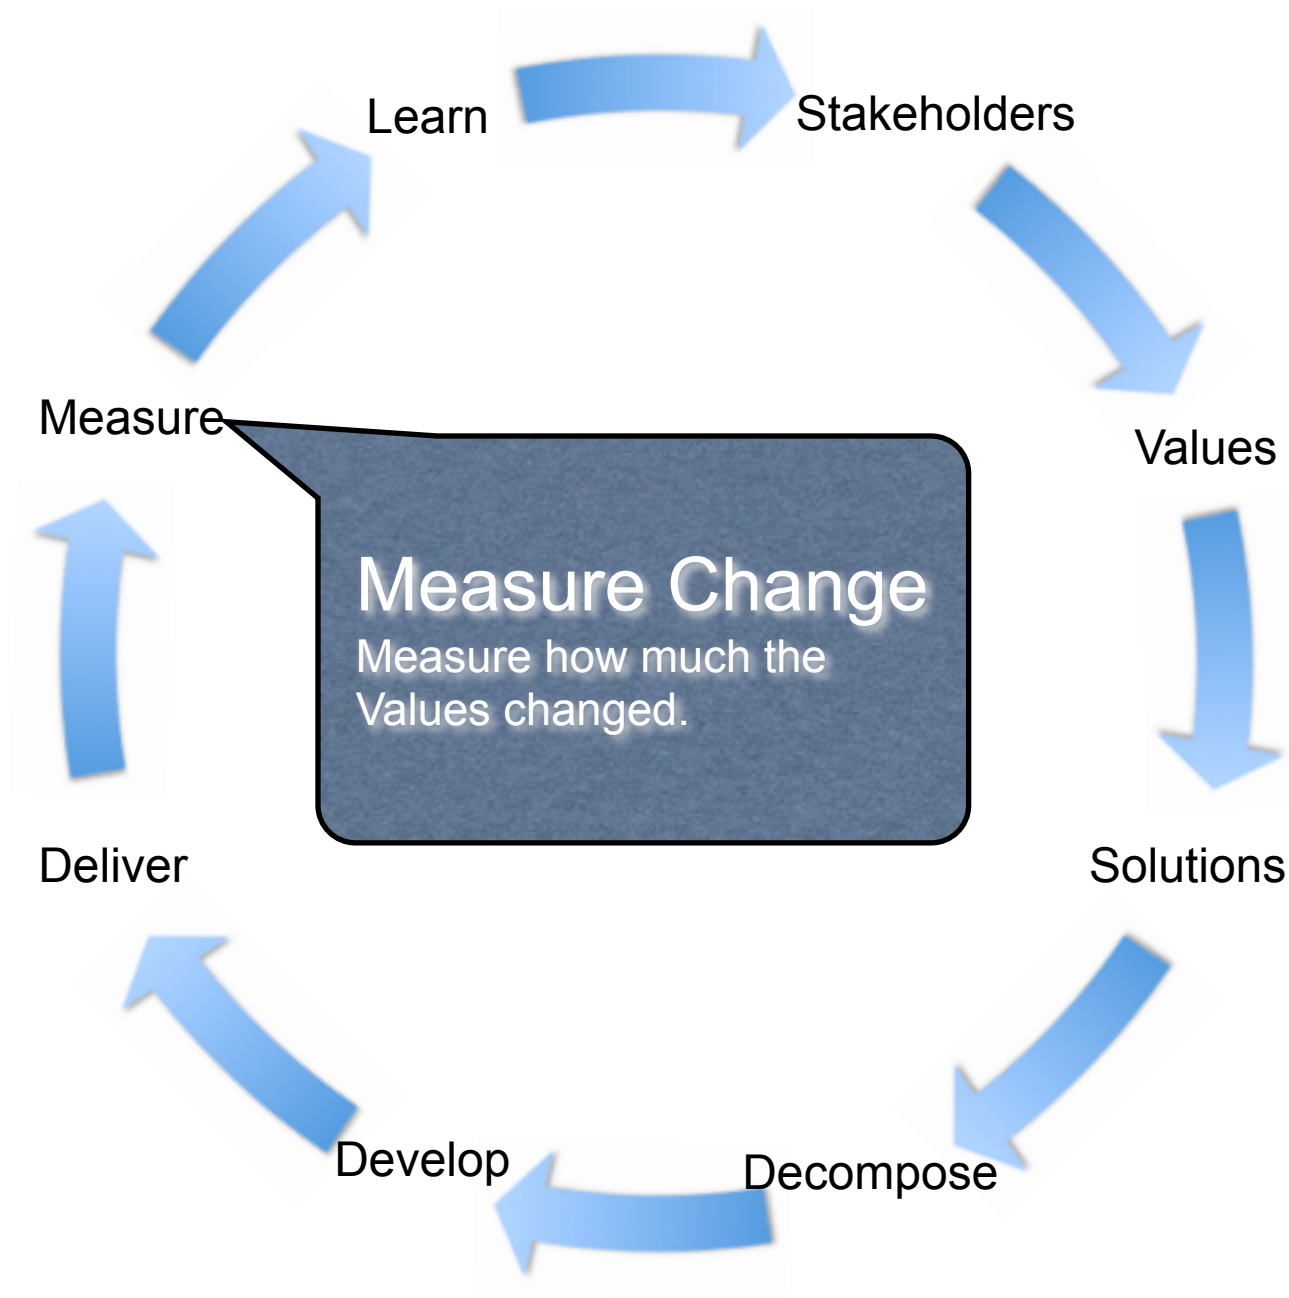 Learn
Stakeholders
Measure
Values
Measure Change
Measure how much the
Values changed.
Deliver
Solutions
Develop
Decompose